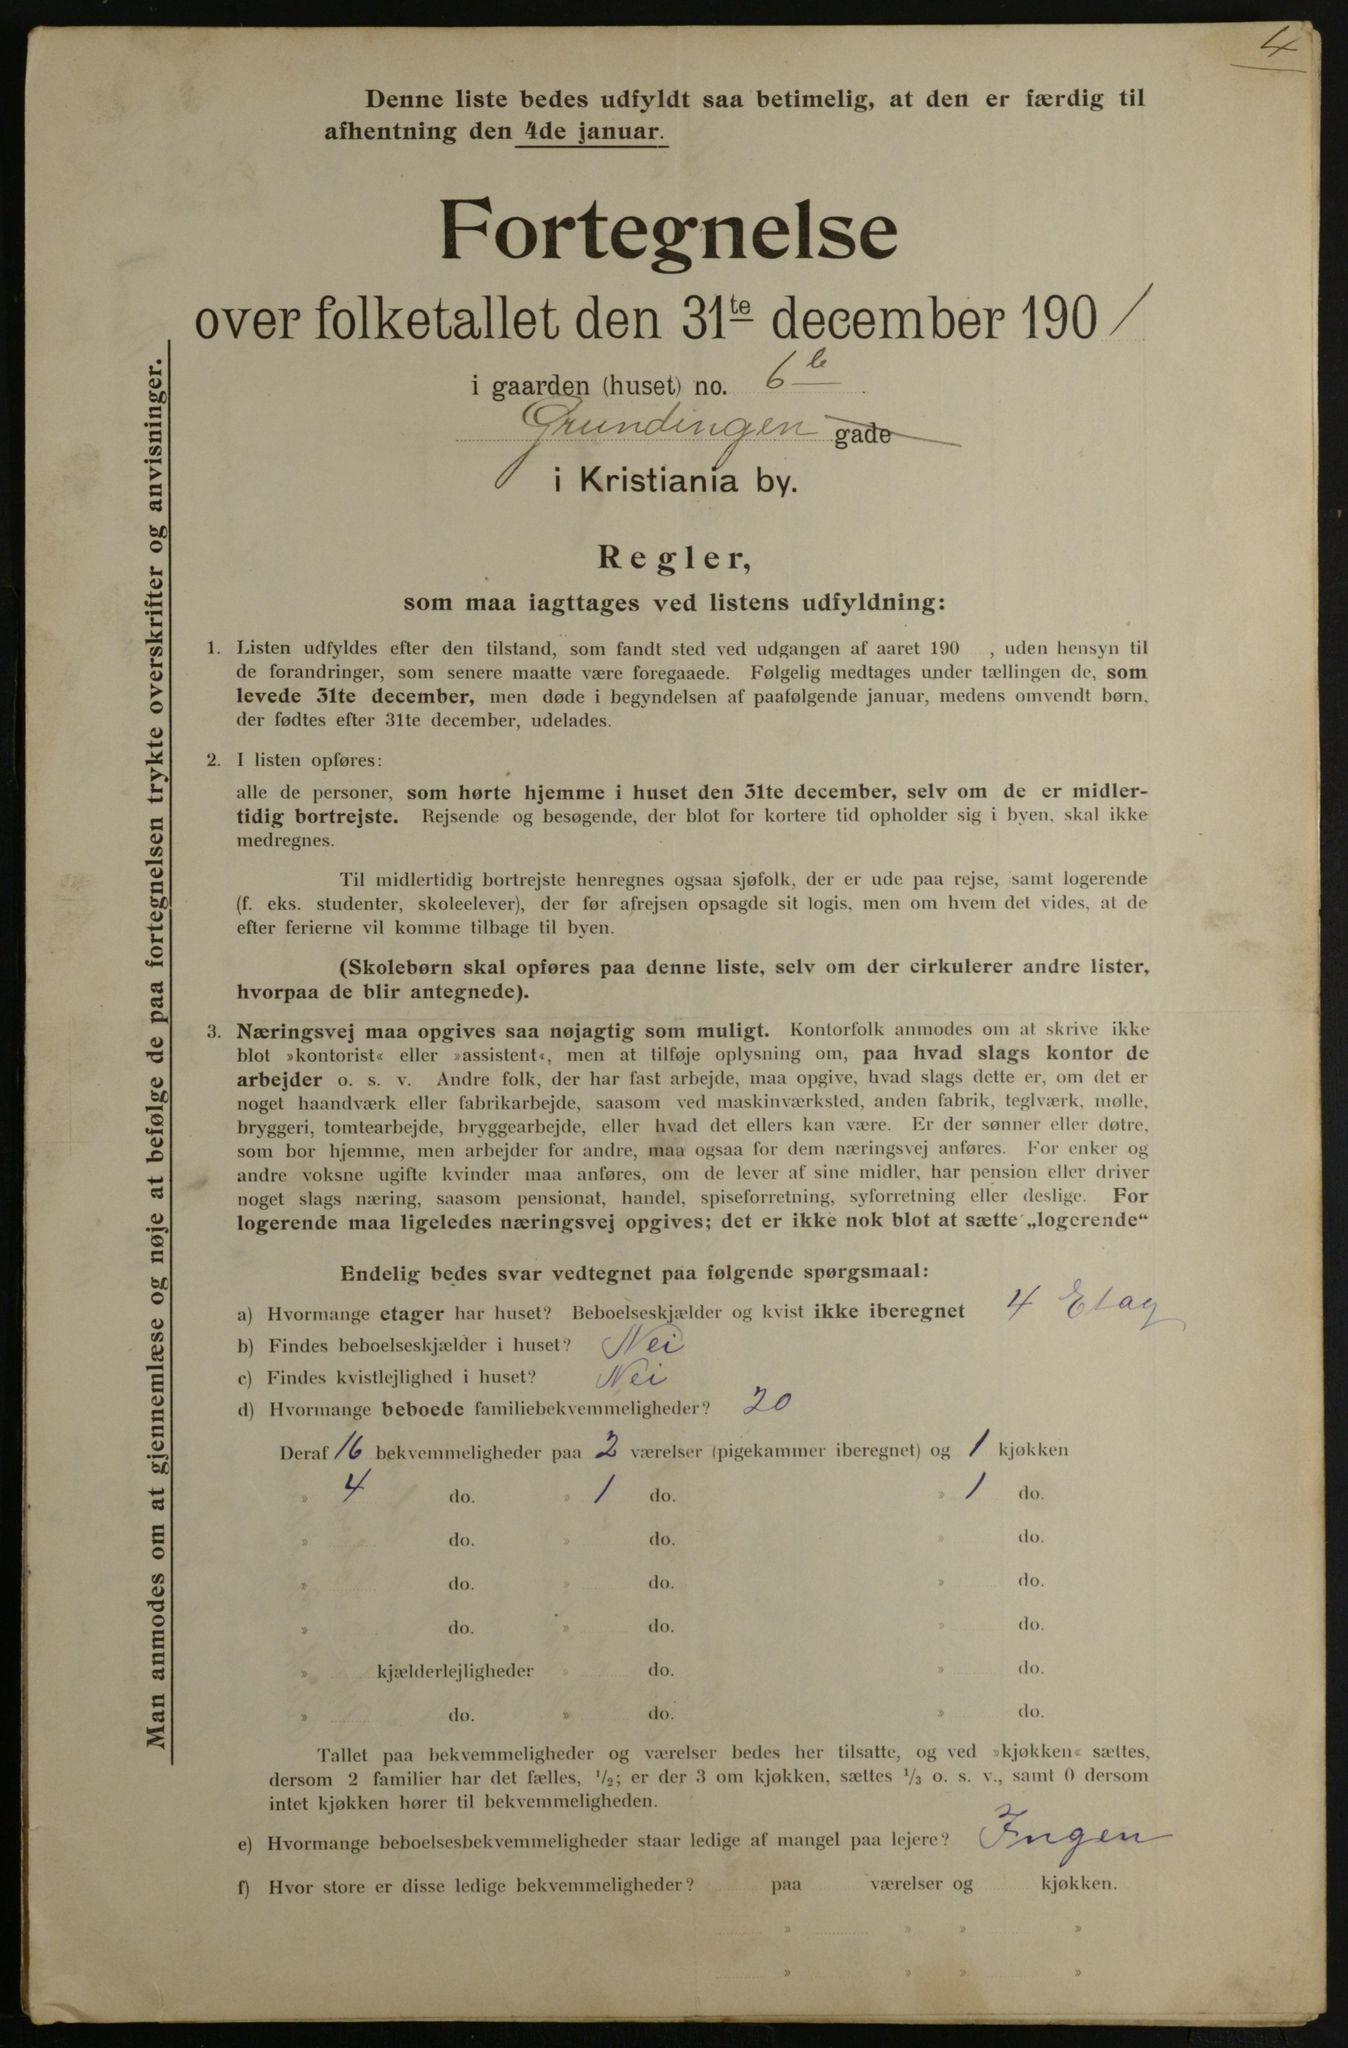 4
Denne liste bedes udfyldt saa betimelig, at den er færdig til
afhentning den 4de januar.
Fortegnelse
over folketallet den 31te december 1901
i gaarden (huset) no. 6b
Grundingen gade
i Kristiania by.
Regler,
som maa iagttages ved listens udfyldning:
1. Listen udfyldes efter den tilstand, som fandt sted ved udgangen af aaret 190 , uden hensyn til
de forandringer, som senere maatte være foregaaede. Følgelig medtages under tællingen de, som
levede 31te december, men døde i begyndelsen af paafølgende januar, medens omvendt børn,
der fødtes efter 31te december, udelades.
2. I listen opføres:
alle de personer, som hørte hjemme i huset den 31te december, selv om de er midler-
tidig bortrejste. Rejsende og besøgende, der blot for kortere tid opholder sig i byen, skal ikke
medregnes.
Til midlertidig bortrejste henregnes ogsaa sjøfolk, der er ude paa rejse, samt logerende
(f. eks. studenter, skoleelever), der før afrejsen opsagde sit logis, men om hvem det vides, at de
efter ferierne vil komme tilbage til byen.
(Skolebørn skal opføres paa denne liste, selv om der cirkulerer andre lister,
hvorpaa de blir antegnede).
3. Næringsvej maa opgives saa nøjagtig som muligt. Kontorfolk anmodes om at skrive ikke
blot »kontorist« eller »assistent«, men at tilføje oplysning om, paa hvad slags kontor de
arbejder o. s. v. Andre folk, der har fast arbejde, maa opgive, hvad slags dette er, om det er
noget haandværk eller fabrikarbejde, saasom ved maskinværksted, anden fabrik, teglværk, mølle,
bryggeri, tomtearbejde, bryggearbejde, eller hvad det ellers kan være. Er der sønner eller døtre,
som bor hjemme, men arbejder for andre, maa ogsaa for dem næringsvej anføres. For enker og
andre voksne ugifte kvinder maa anføres, om de lever af sine midler, har pension eller driver
noget slags næring, saasom pensionat, handel, spiseforretning, syforretning eller deslige. For
logerende maa ligeledes næringsvej opgives; det er ikke nok blot at sætte „logerende“
Endelig bedes svar vedtegnet paa følgende spørgsmaal:
a) Hvormange etager har huset? Beboelseskjælder og kvist ikke iberegnet 4 Etag
b) Findes beboelseskjælder i huset? Nei
c) Findes kvistlejlighed i huset? Nei
d) Hvormange beboede familiebekvemmeligheder? 20
Deraf 16 bekvemmeligheder paa 2 værelser (pigekammer iberegnet) og 1 kjøkken
» 4 do. » 1 do. » 1 do.
» do. » do. » do.
» do. » do. » do.
» do. » do. » do.
» kjælderlejligheder » do. » do.
» do. » do. » do.
Tallet paa bekvemmeligheder og værelser bedes her tilsatte, og ved »kjøkken« sættes,
dersom 2 familier har det fælles, 1/2; er der 3 om kjøkken, sættes 1/3 o. s. v., samt 0 dersom
intet kjøkken hører til bekvemmeligheden.
e) Hvormange beboelsesbekvemmeligheder staar ledige af mangel paa lejere? Ingen
f) Hvor store er disse ledige bekvemmeligheder? paa værelser og kjøkken.
» » » »
» » » »
Man anmodes om at gjennemlæse og nøje at befølge de paa fortegnelsen trykte overskrifter og anvisninger.